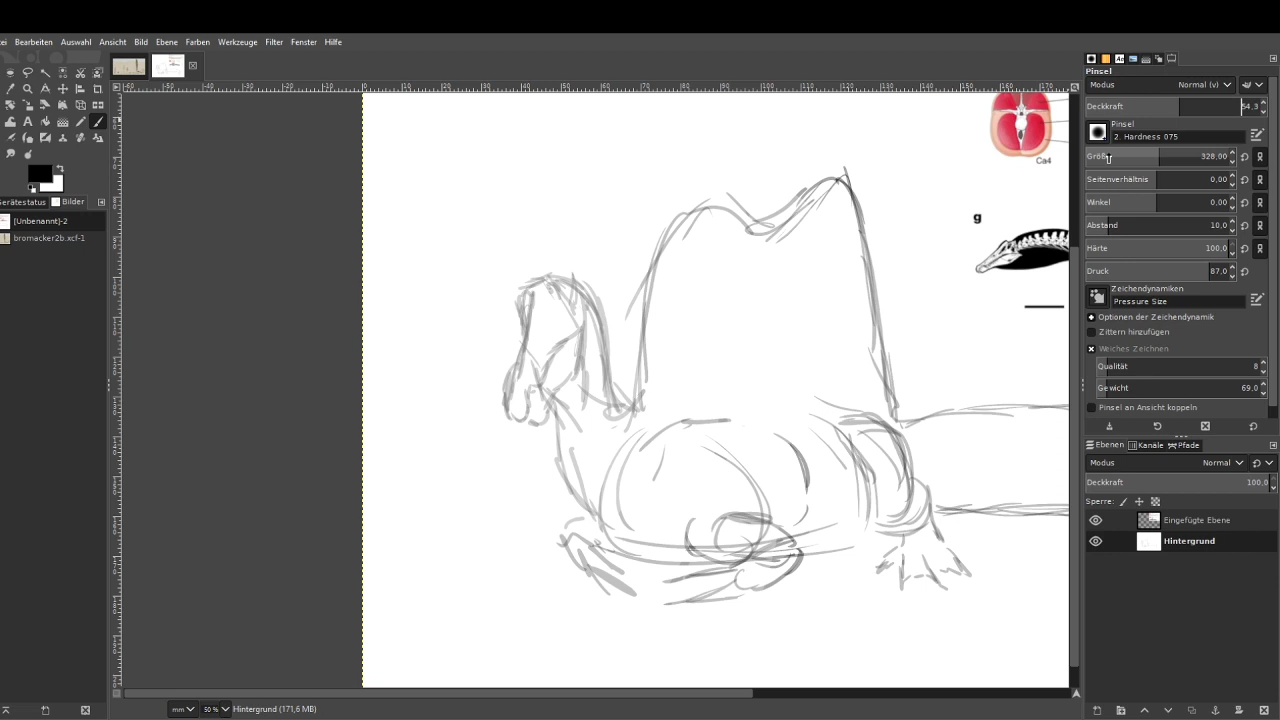 Bearbeiten Auswahl Ansicht Bild Ebene Farben Werkzeuge Filter Fenster Hilfe
Gerätestatus Bilder
[Unbenannt]-2
bromacker2b.xcf-1
Ca4
g
mm 50 % Hintergrund (171,6 MB)
Pinsel
Modus Normal (v)
Deckkraft 54.3
Pinsel
2. Hardness 075
Größe 328,00
Seitenverhältnis 0,00
Winkel 0,00
Abstand 10,0
Härte 100,0
Druck 87,0
Zeichendynamiken
Pressure Size
Optionen der Zeichendynamik
Zittern hinzufügen
Weiches Zeichnen
Qualität 8
Gewicht 69.0
Pinsel an Ansicht koppeln
Ebenen Kanäle Pfade
Modus Normal
Deckkraft 100,0
Sperre:
Eingefügte Ebene
Hintergrund